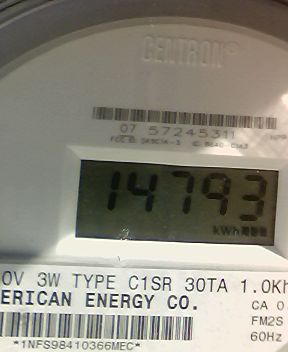 CENTRON®
07 57245311
14793
kWh
0V 3W TYPE C1SR 30TA 1.0Kh
ERICAN ENERGY CO.
CA 0
FM2S
60Hz
*1NFS98410366MEC*